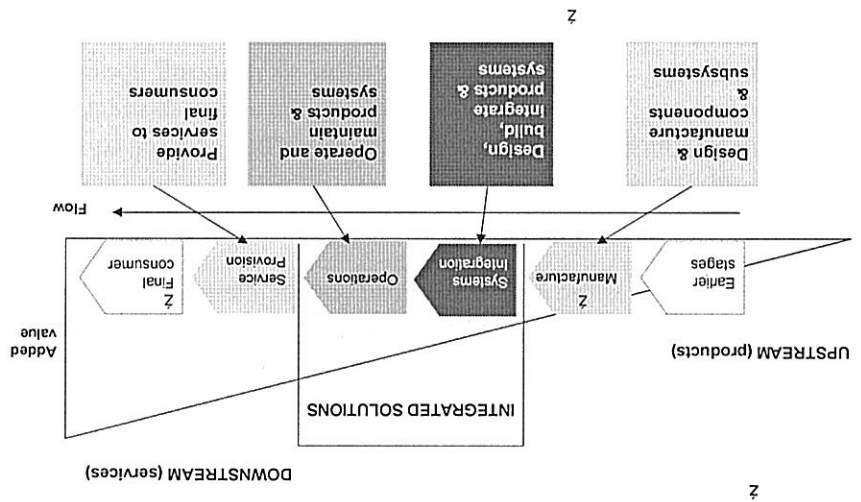 Ż
DOWNSTREAM (services)
INTEGRATED SOLUTIONS
UPSTREAM (products)
Added
value
Earlier
stages
Ż
Manufacture
Systems
Integration
Operations
Service
Provision
Ż
Final
consumer
Flow
Design &
manufacture
components
&
subsystems
Design,
build,
Integrate
products &
systems
Operate and
maintain
products &
systems
Provide
services to
final
consumers
Ż